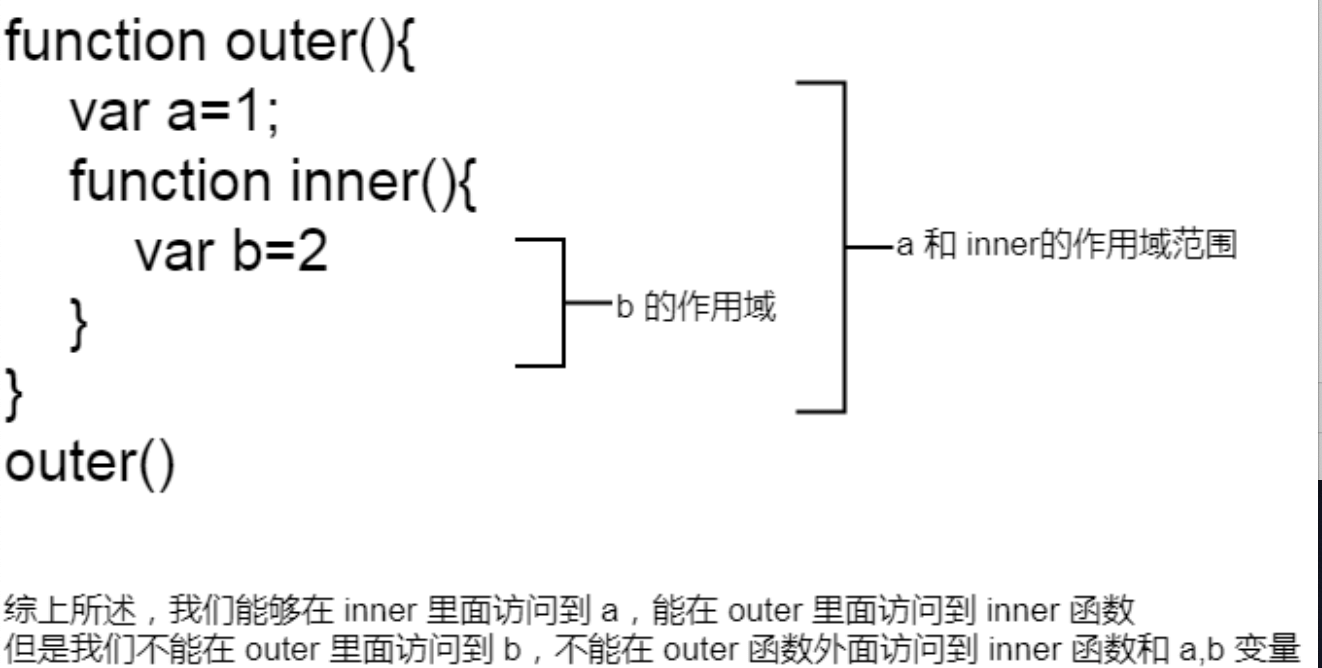 function outer(){
var a=1;
function inner(){
var b=2
}
}
outer()
b 的作用域
a 和 inner的作用域范围
综上所述，我们能够在 inner 里面访问到 a，能在 outer 里面访问到 inner 函数
但是我们不能在 outer 里面访问到 b，不能在 outer 函数外面访问到 inner 函数和 a,b 变量